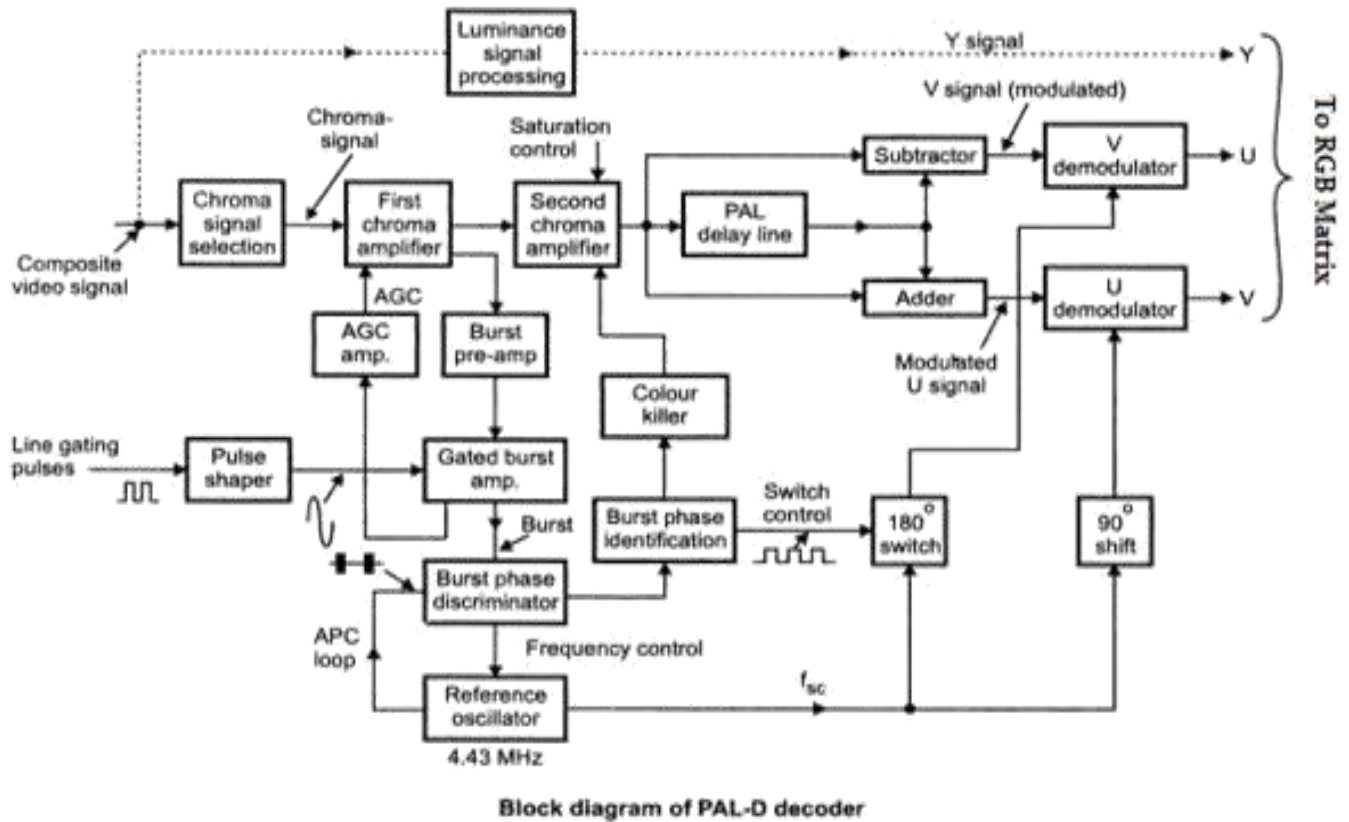 Luminance
signal
processing
Y signal
Y
V signal (modulated)
Chroma-
signal
Saturation
control
Subtractor
V
demodulator
U
Chroma
signal
selection
First
chroma
amplifier
Second
chroma
amplifier
PAL
delay line
To RGB Matrix
Composite
video signal
AGC
Adder
U
demodulator
V
AGC
amp.
Burst
pre-amp
Modulated
U signal
Colour
killer
Line gating
pulses
Pulse
shaper
Gated burst
amp.
Switch
control
Burst
Burst phase
identification
180°
switch
90°
shift
Burst phase
discriminator
APC
loop
Frequency control
Reference
oscillator
fsc
4.43 MHz
Block diagram of PAL-D decoder